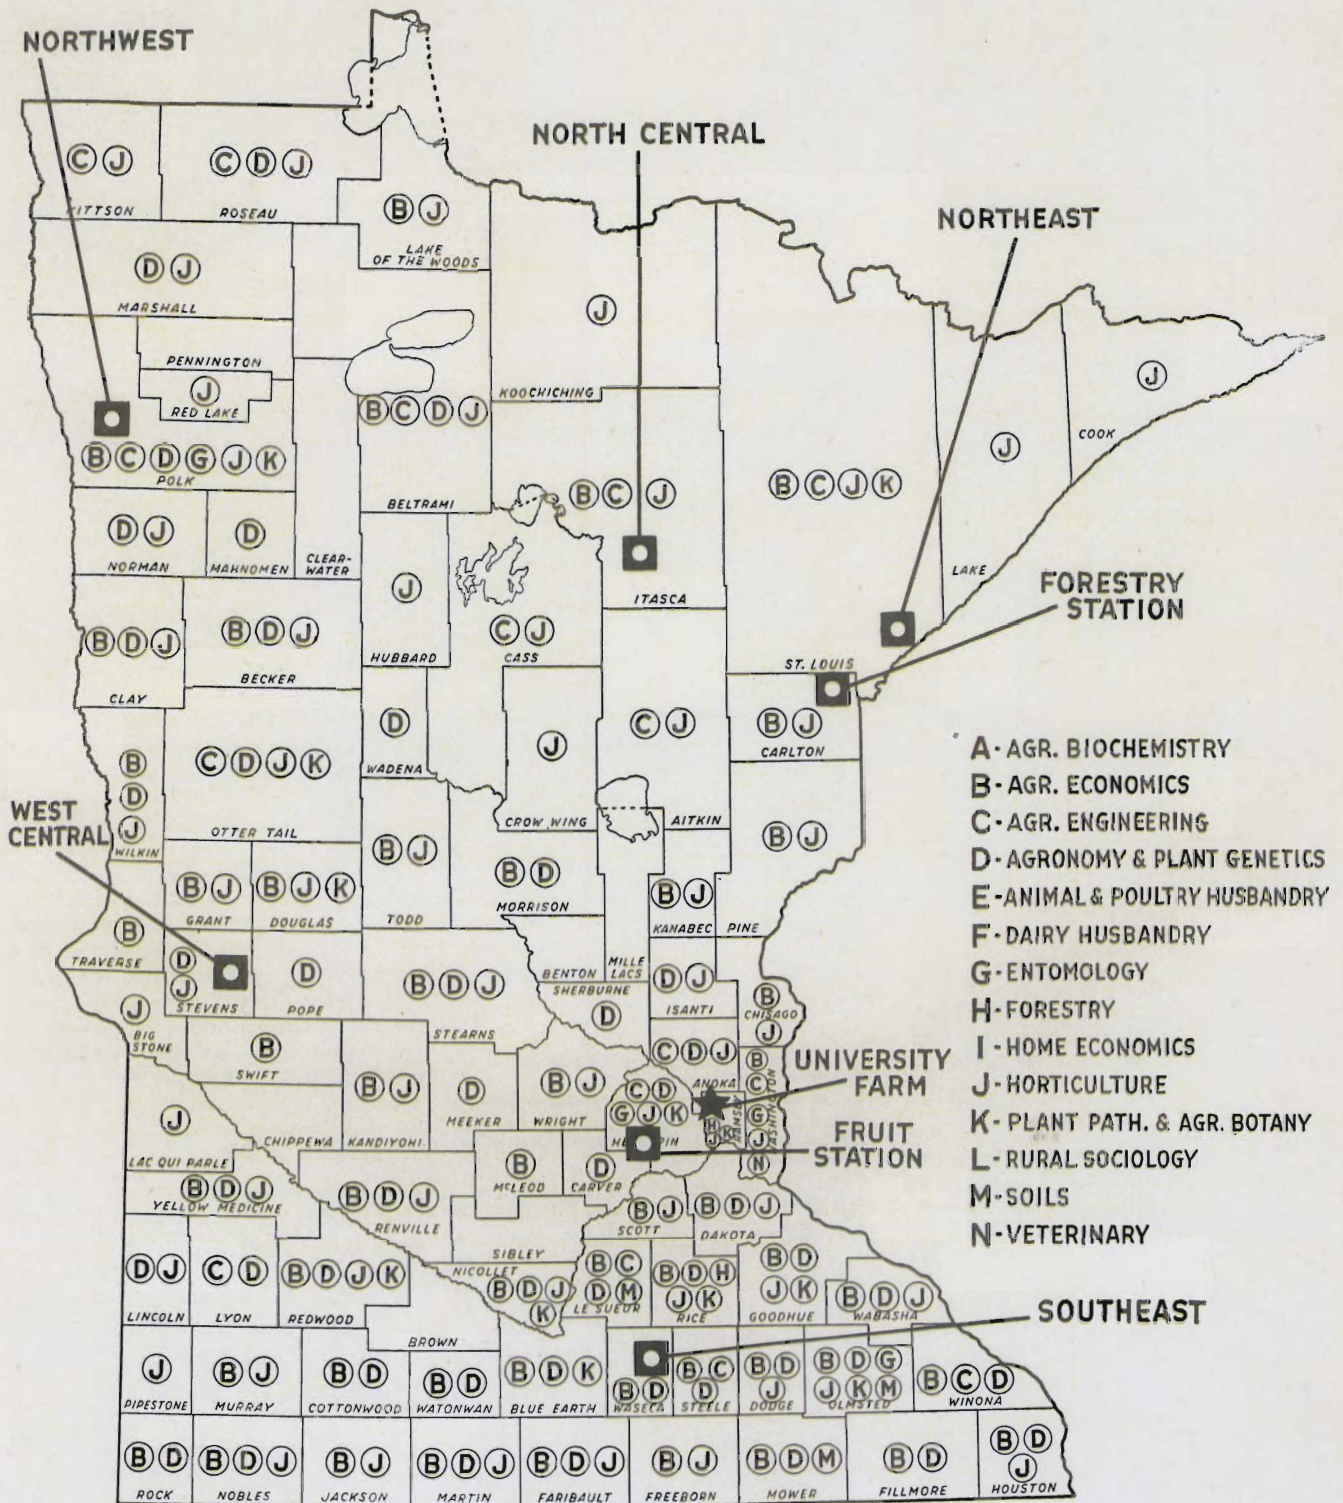 NORTHWEST
NORTH CENTRAL
NORTHEAST
C J
KITTSON
C D J
ROSEAU
B J
LAKE
OF THE WOODS
D J
MARSHALL
PENNINGTON
J
RED LAKE
B C D G J K
POLK
B C D J
BELTRAMI
J
KOOCHICHING
B C J
ITASCA
B C J K
ST. LOUIS
J
LAKE
J
COOK
FORESTRY
STATION
D J
NORMAN
D
MAHNOMEN
CLEAR-
WATER
J
HUBBARD
C J
CASS
B D J
CLAY
B D J
BECKER
D
WADENA
J
CROW WING
C J
AITKIN
B J
CARLTON
B
D
J
WILKIN
C D J K
OTTER TAIL
WEST
CENTRAL
B J
GRANT
B J K
DOUGLAS
B J
TODD
B D
MORRISON
B J
KANABEC
B J
PINE
B
TRAVERSE
D
J
STEVENS
D
POPE
B D J
STEARNS
BENTON
MILLE
LACS
SHERBURNE
D
D J
ISANTI
B
CHISAGO
J
J
BIG
STONE
B
SWIFT
B J
KANDIYOHI
D
MEEKER
B J
WRIGHT
C D J
ANOKA
C D
G J K
H
J K
RAMSEY
B
C
G
J
N
UNIVERSITY
FARM
FRUIT
STATION
J
LAC QUI PARLE
CHIPPEWA
B D J
YELLOW MEDICINE
B D J
RENVILLE
B
McLEOD
D
CARVER
B J
SCOTT
B D J
DAKOTA
SIBLEY
NICOLLET
B D J
K
B C
D M
LE SUEUR
B D H
J K
RICE
B D
J K
GOODHUE
B D J
WABASHA
D J
LINCOLN
C D
LYON
B D J K
REDWOOD
BROWN
SOUTHEAST
J
PIPESTONE
B J
MURRAY
B D
COTTONWOOD
B D
WATONWAN
B D K
BLUE EARTH
B D
WASECA
B C
D
STEELE
B D
J
DODGE
B D G
J K M
OLMSTED
B C D
WINONA
B D
ROCK
B D J
NOBLES
B J
JACKSON
B D J
MARTIN
B D J
FARIBAULT
B J
FREEBORN
B D M
MOWER
B D
FILLMORE
B D
J
HOUSTON
A - AGR. BIOCHEMISTRY
B - AGR. ECONOMICS
C - AGR. ENGINEERING
D - AGRONOMY & PLANT GENETICS
E - ANIMAL & POULTRY HUSBANDRY
F - DAIRY HUSBANDRY
G - ENTOMOLOGY
H - FORESTRY
I - HOME ECONOMICS
J - HORTICULTURE
K - PLANT PATH. & AGR. BOTANY
L - RURAL SOCIOLOGY
M - SOILS
N - VETERINARY